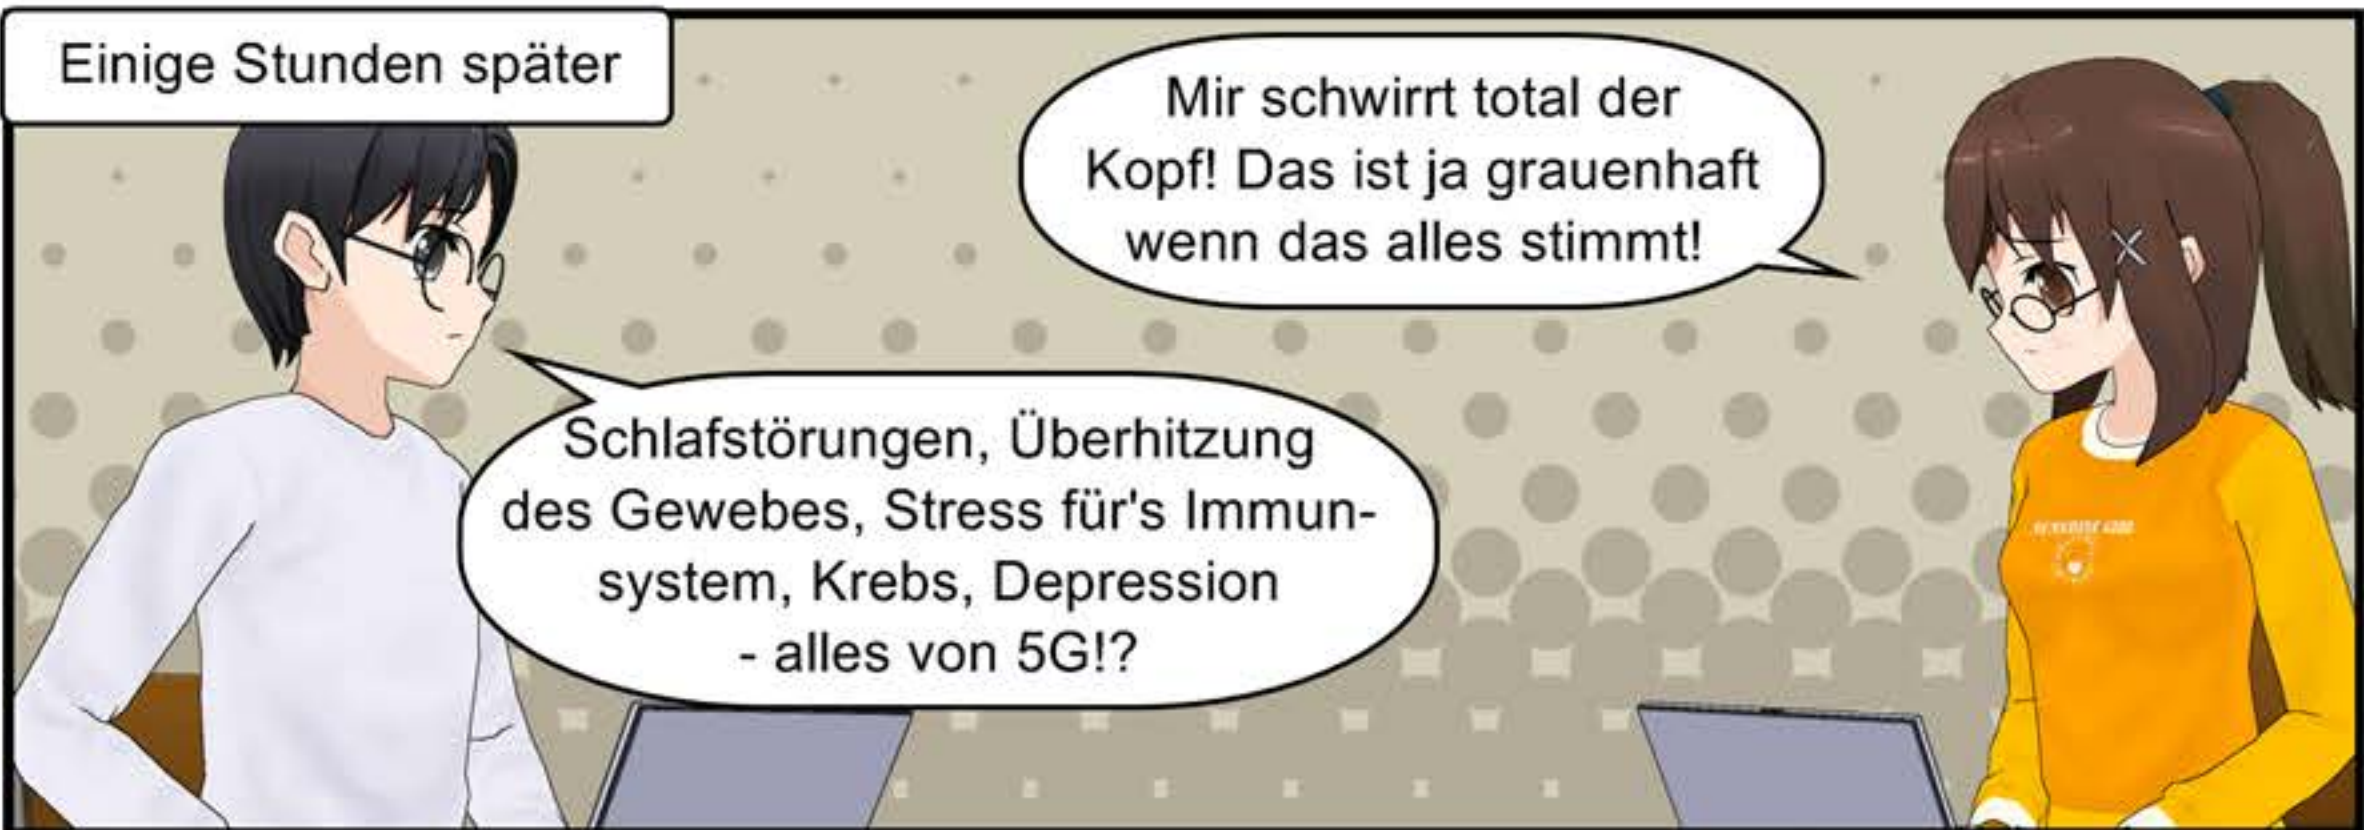 Einige Stunden später
Mir schwirrt total der
Kopf! Das ist ja grauenhaft
wenn das alles stimmt!
Schlafstörungen, Überhitzung
des Gewebes, Stress für's Immun-
system, Krebs, Depression
- alles von 5G!?